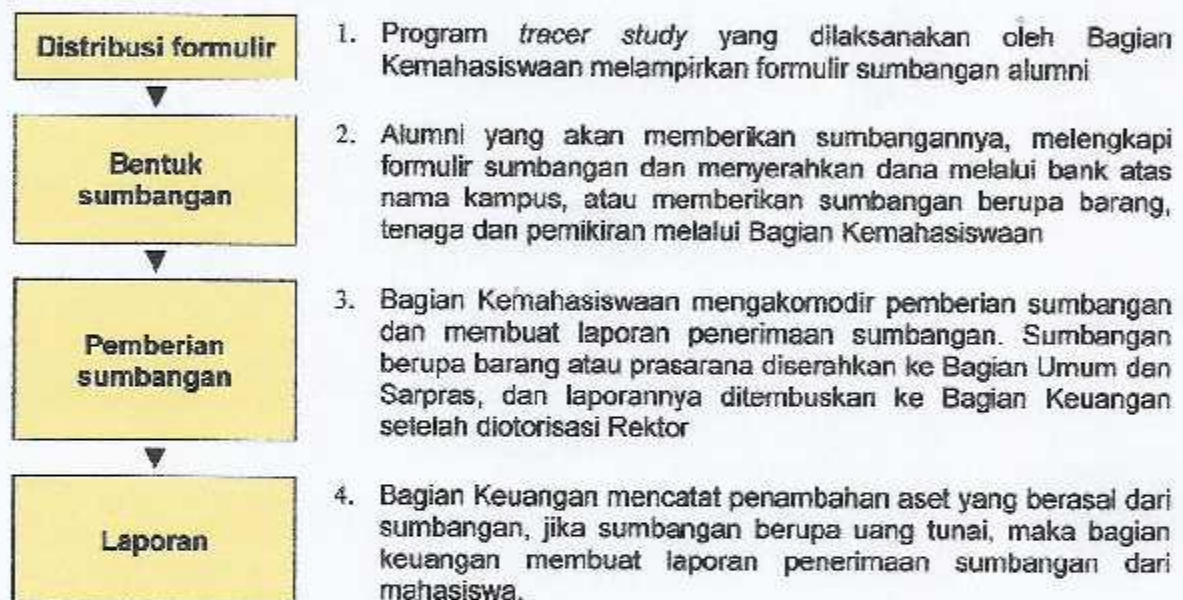 Distribusi formulir
1. Program trecer study yang dilaksanakan oleh Bagian
Kemahasiswaan melampirkan formulir sumbangan alumni
Bentuk
sumbangan
2. Alumni yang akan memberikan sumbangannya, melengkapi
formulir sumbangan dan menyerahkan dana melalui bank atas
nama kampus, atau memberikan sumbangan berupa barang,
tenaga dan pemikiran melalui Bagian Kemahasiswaan
Pemberian
sumbangan
3. Bagian Kemahasiswaan mengakomodir pemberian sumbangan
dan membuat laporan penerimaan sumbangan. Sumbangan
berupa barang atau prasarana diserahkan ke Bagian Umum dan
Sarpras, dan laporannya ditembuskan ke Bagian Keuangan
setelah diotorisasi Rektor
Laporan
4. Bagian Keuangan mencatat penambahan aset yang berasal dari
sumbangan, jika sumbangan berupa uang tunai, maka bagian
keuangan membuat laporan penerimaan sumbangan dari
mahasiswa.